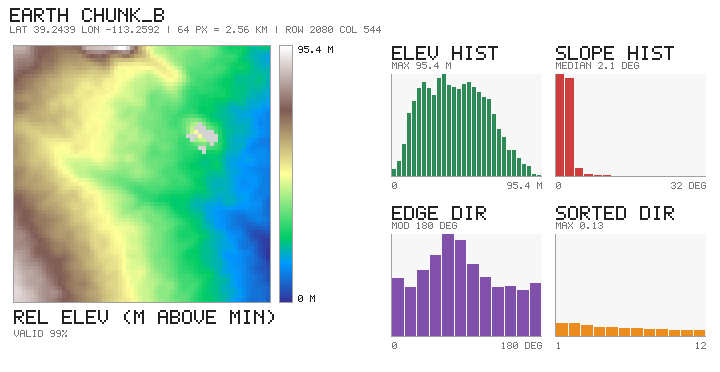 EARTH CHUNK_B
LAT 39.2439 LON -113.2592 | 64 PX = 2.56 KM | ROW 2080 COL 544
95.4 M
0 M
REL ELEV (M ABOVE MIN)
VALID 99%
ELEV HIST
MAX 95.4 M
0 95.4 M
SLOPE HIST
MEDIAN 2.1 DEG
0 32 DEG
EDGE DIR
MOD 180 DEG
0 180 DEG
SORTED DIR
MAX 0.13
1 12